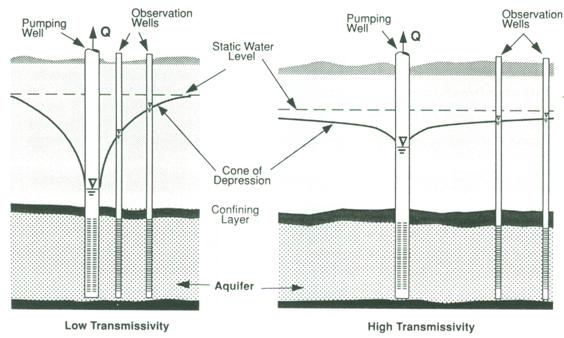 Pumping
Well
Q
Observation
Wells
Static Water
Level
Cone of
Depression
Confining
Layer
Aquifer
Low Transmissivity
Pumping
Well
Q
Observation
Wells
High Transmissivity